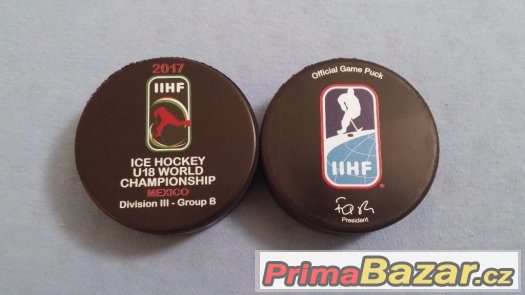 2017
IIHF
ICE HOCKEY
U18 WORLD
CHAMPIONSHIP
MEXICO
Division III - Group B
Official Game Puck
IIHF
®
President
PrimaBazar.cz